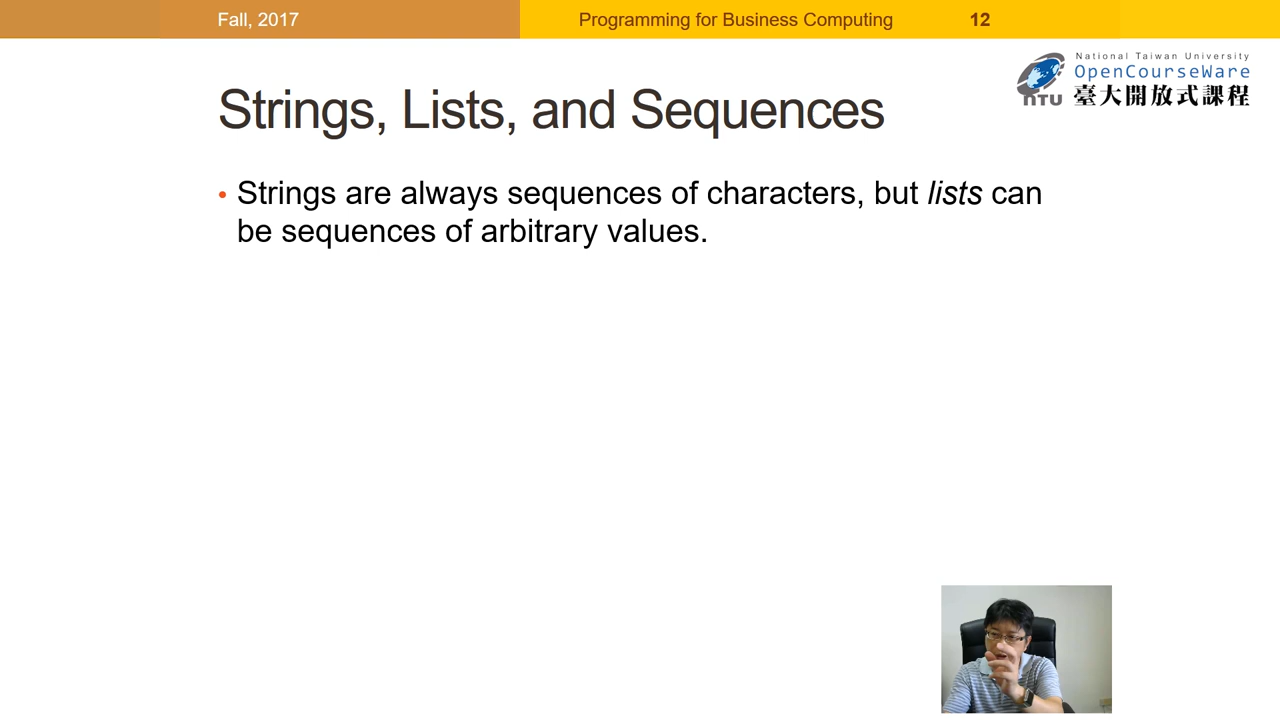 Fall, 2017
Programming for Business Computing
12
National Taiwan University
OpenCourseWare
NTU 臺大開放式課程
Strings, Lists, and Sequences
• Strings are always sequences of characters, but lists can
be sequences of arbitrary values.